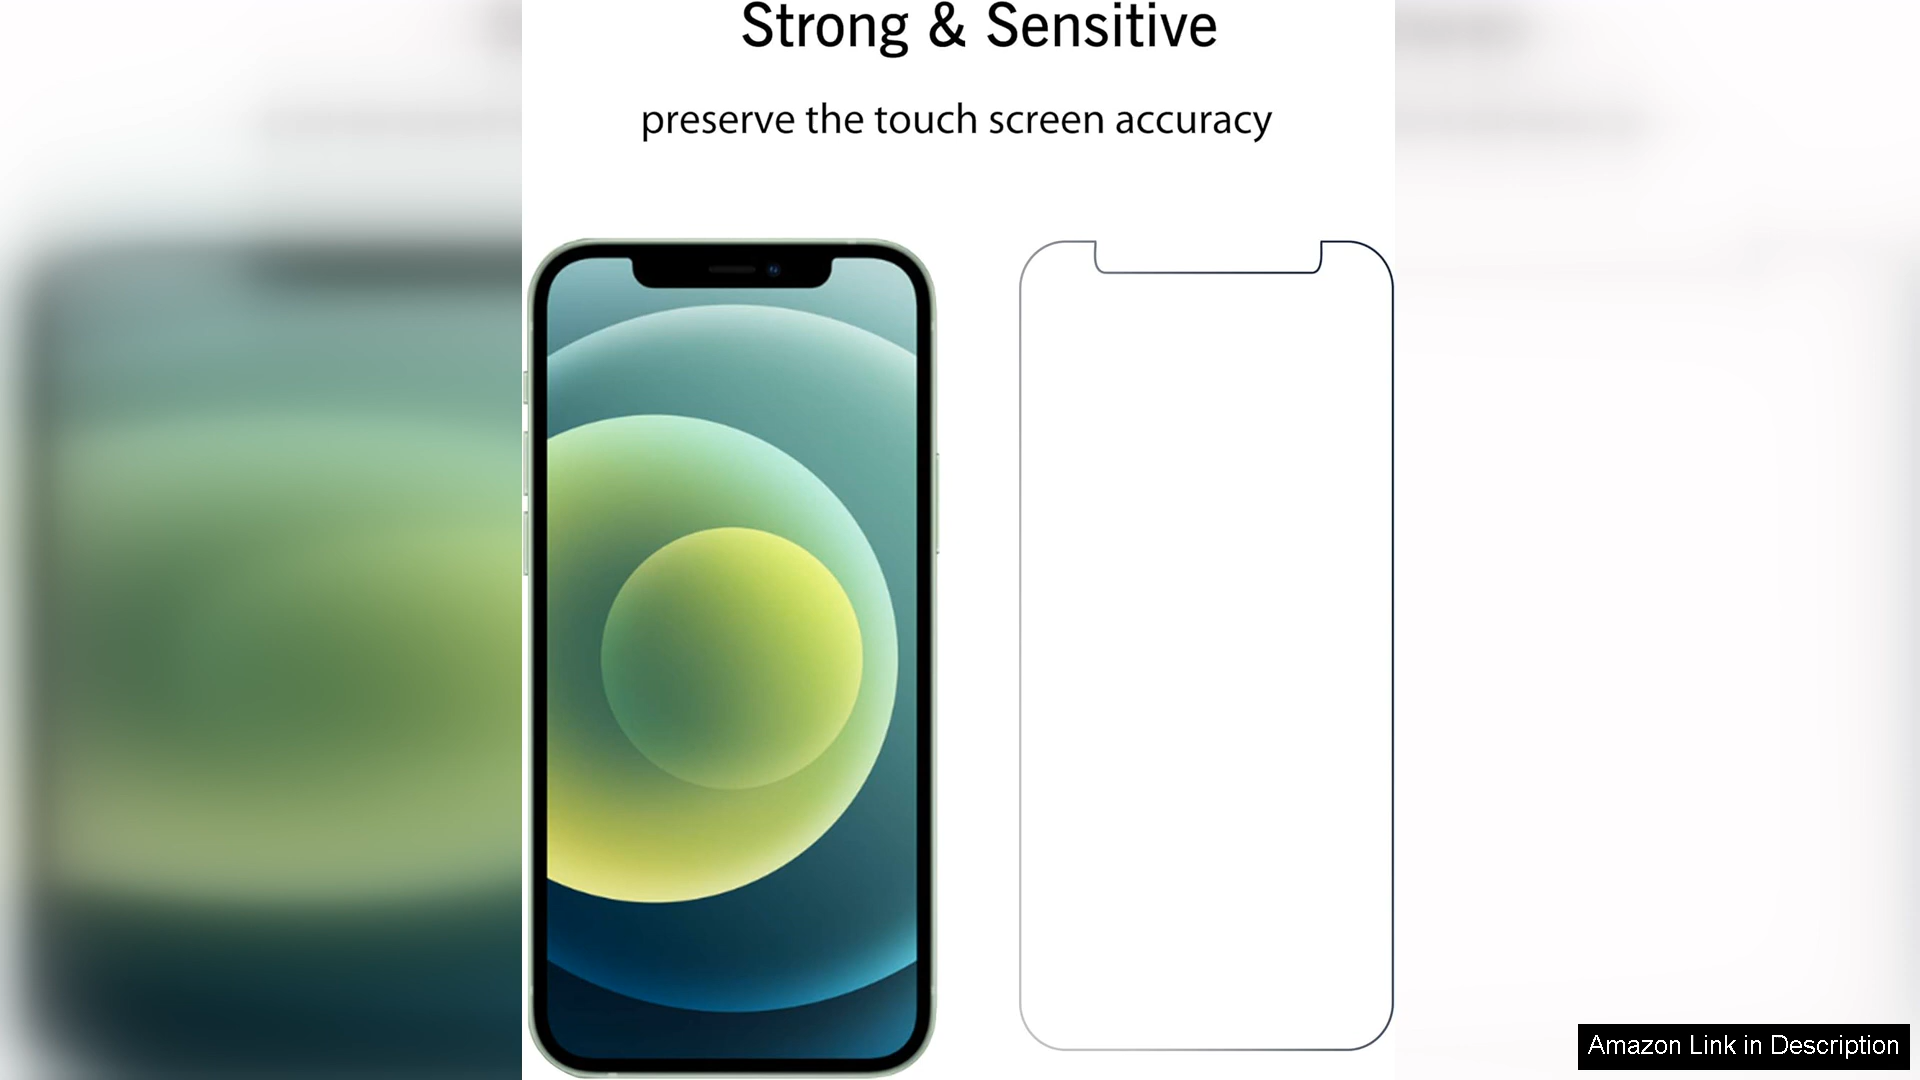 Strong & Sensitive
preserve the touch screen accuracy
Amazon Link in Description